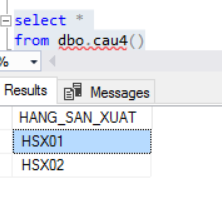 select *
from dbo.cau4()
%
Results Messages
HANG_SAN_XUAT
HSX01
HSX02